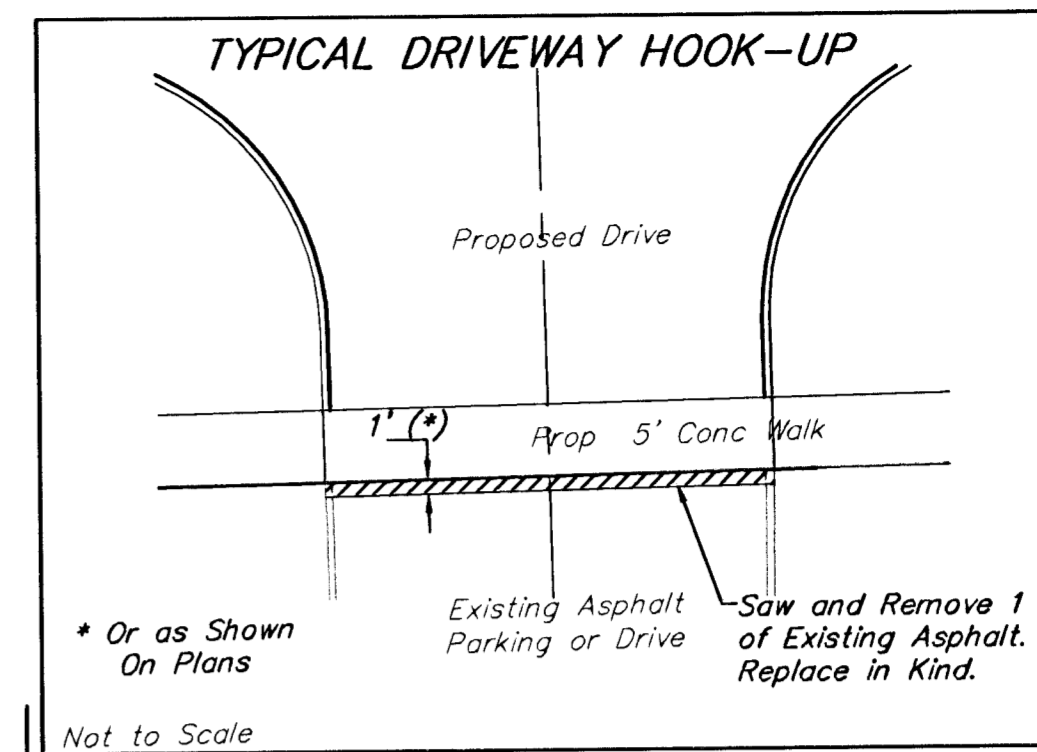 TYPICAL DRIVEWAY HOOK-UP
Proposed Drive
1' (*)
Prop 5' Conc Walk
Existing Asphalt
Parking or Drive
Saw and Remove 1
of Existing Asphalt.
Replace in Kind.
* Or as Shown
On Plans
Not to Scale